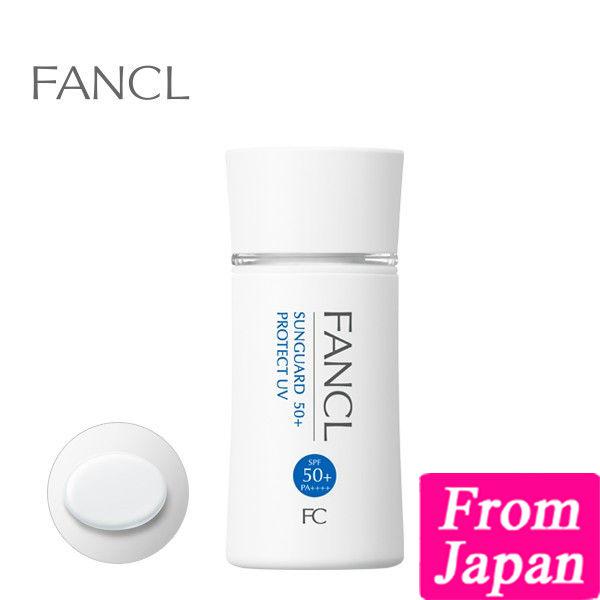 FANCL
FANCL
SUNGUARD 50+
PROTECT UV
SPF
50+
PA++++
FC
From
Japan